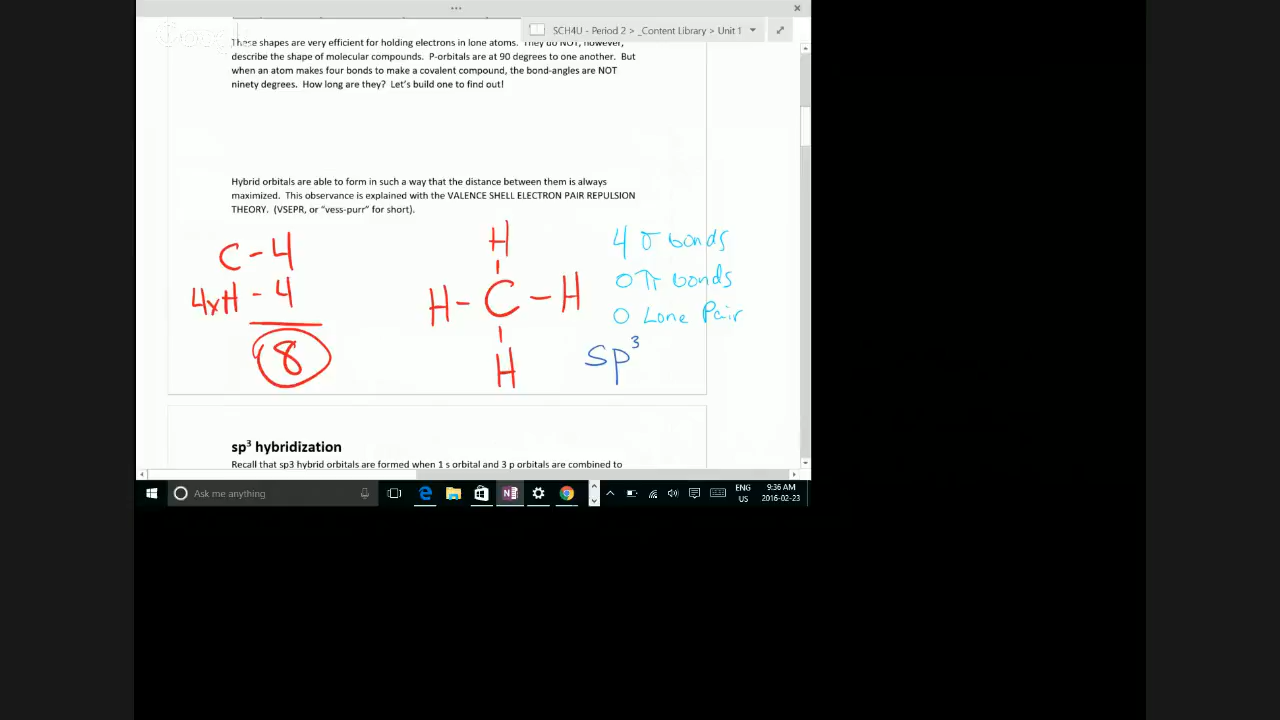 SCH4U - Period 2 > _Content Library > Unit 1
These shapes are very efficient for holding electrons in lone atoms. They do NOT, however,
describe the shape of molecular compounds. P-orbitals are at 90 degrees to one another. But
when an atom makes four bonds to make a covalent compound, the bond-angles are NOT
ninety degrees. How long are they? Let's build one to find out!
Hybrid orbitals are able to form in such a way that the distance between them is always
maximized. This observance is explained with the VALENCE SHELL ELECTRON PAIR REPULSION
THEORY. (VSEPR, or "vess-purr" for short).
C - 4
4xH - 4
8
H
H - C - H
H
4 σ bonds
0 π bonds
0 Lone Pair
sp³
sp³ hybridization
Recall that sp3 hybrid orbitals are formed when 1 s orbital and 3 p orbitals are combined to
Ask me anything
ENG
US
9:36 AM
2016-02-23